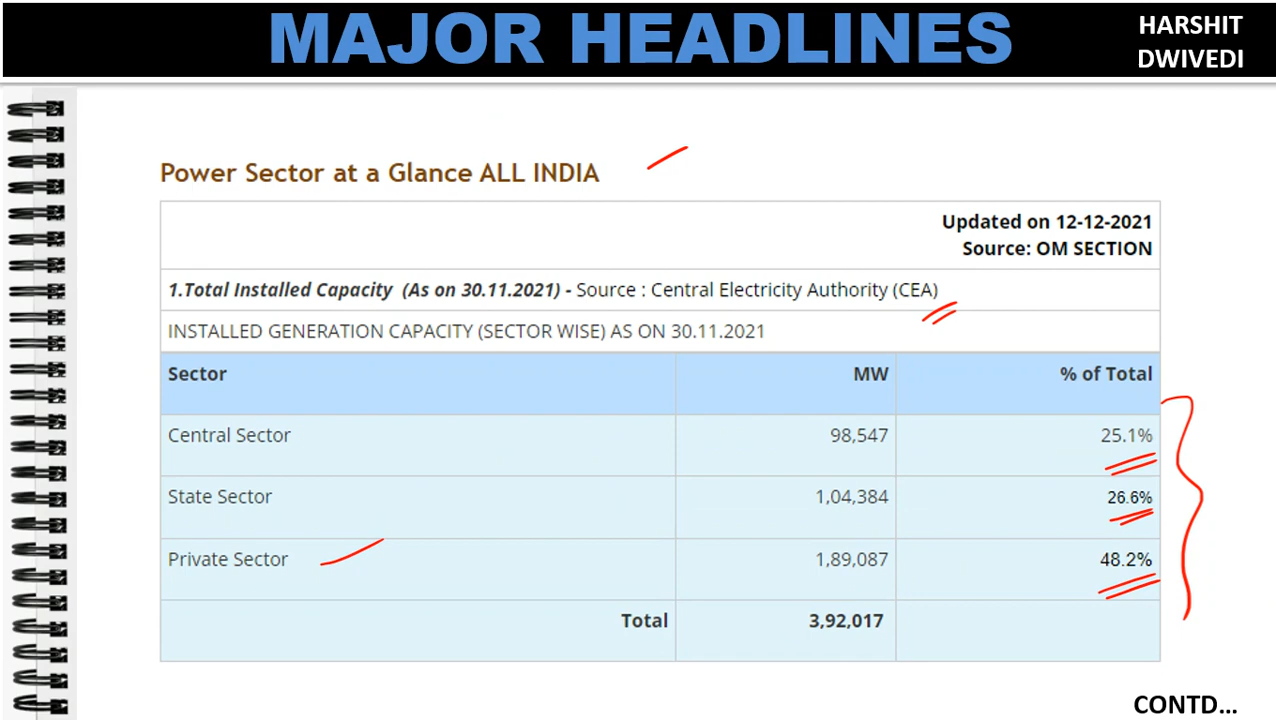 MAJOR HEADLINES
HARSHIT
DWIVEDI
Power Sector at a Glance ALL INDIA
Updated on 12-12-2021
Source: OM SECTION
1.Total Installed Capacity (As on 30.11.2021) - Source : Central Electricity Authority (CEA)
INSTALLED GENERATION CAPACITY (SECTOR WISE) AS ON 30.11.2021
Sector MW % of Total
Central Sector 98,547 25.1%
State Sector 1,04,384 26.6%
Private Sector 1,89,087 48.2%
Total 3,92,017
CONTD...